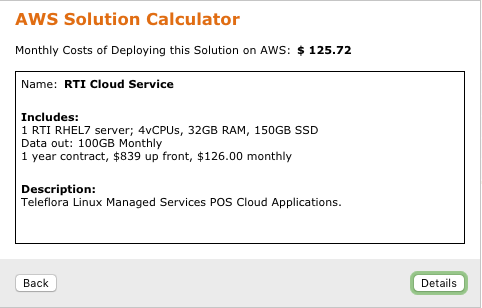 AWS Solution Calculator
Monthly Costs of Deploying this Solution on AWS: $ 125.72
Name: RTI Cloud Service
Includes:
1 RTI RHEL7 server; 4vCPUs, 32GB RAM, 150GB SSD
Data out: 100GB Monthly
1 year contract, $839 up front, $126.00 monthly
Description:
Teleflora Linux Managed Services POS Cloud Applications.
Back
Details